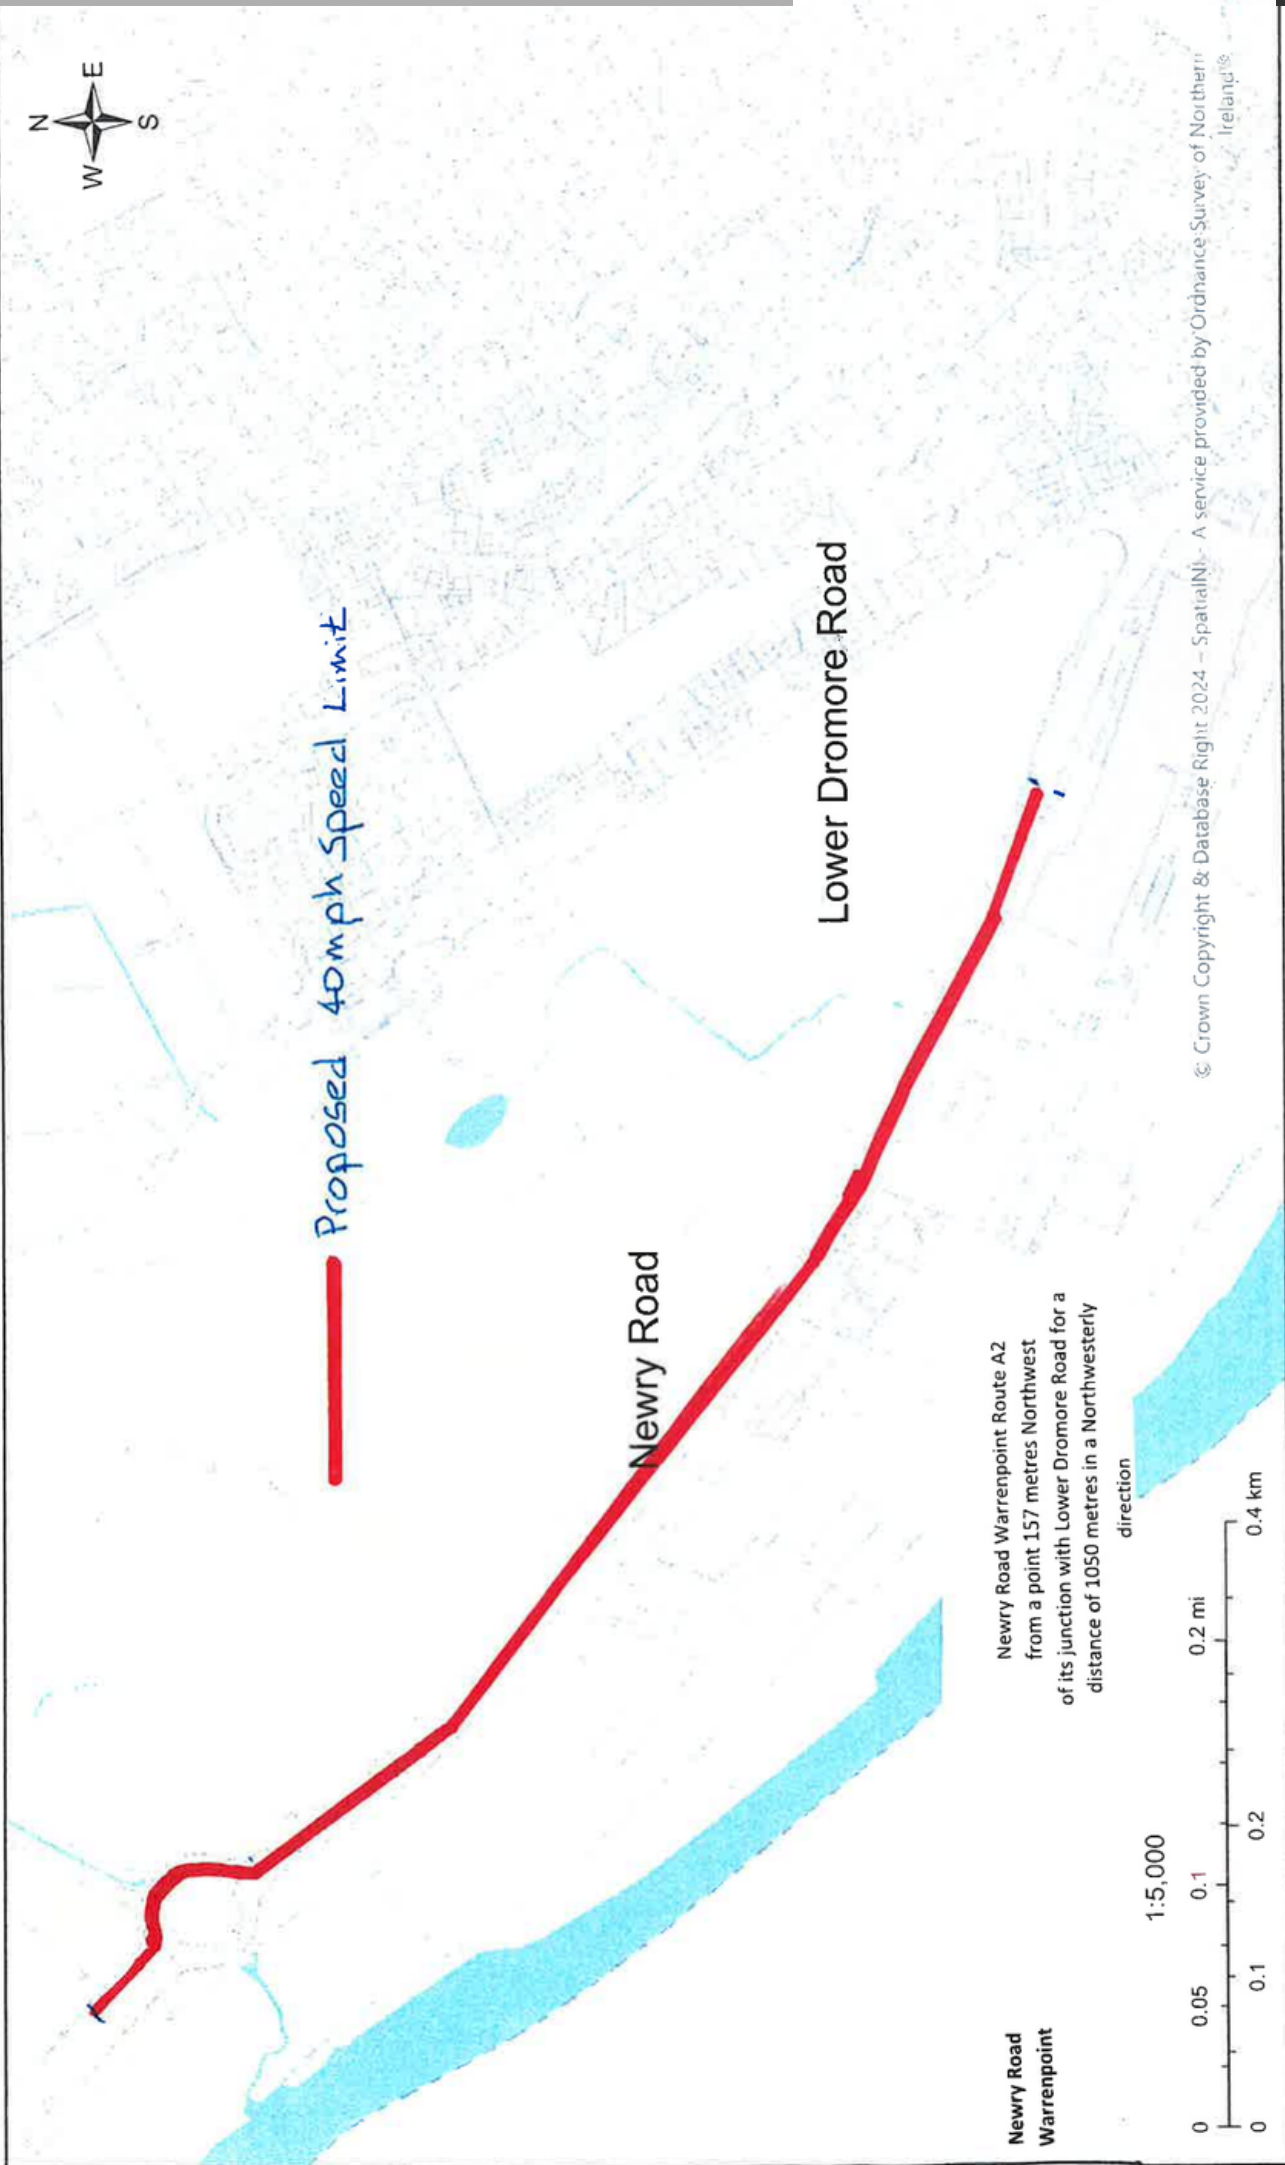 N
W E
S
Proposed 40mph Speed Limit
Newry Road
Lower Dromore Road
Newry Road Warrenpoint Route A2
from a point 157 metres Northwest
of its junction with Lower Dromore Road for a
distance of 1050 metres in a Northwesterly
direction
Newry Road
Warrenpoint
1:5,000
0 0.05 0.1 0.2 mi
0 0.1 0.2 0.4 km
© Crown Copyright & Database Right 2024 – SpatialNI - A service provided by Ordnance Survey of Northern
Ireland®